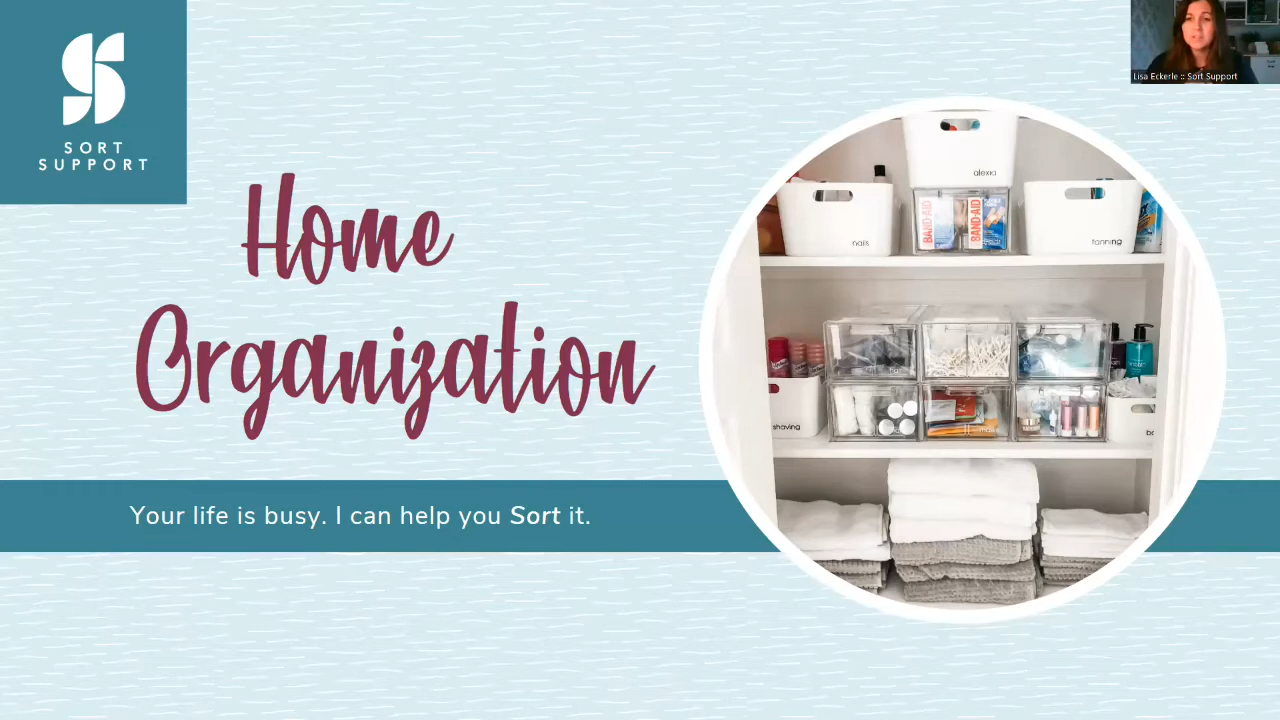 SORT
SUPPORT
Lisa Eckerle :: Sort Support
Home
Organization
Your life is busy. I can help you Sort it.
alexia
nails
BAND-AID
BAND-AID
tanning
shaving